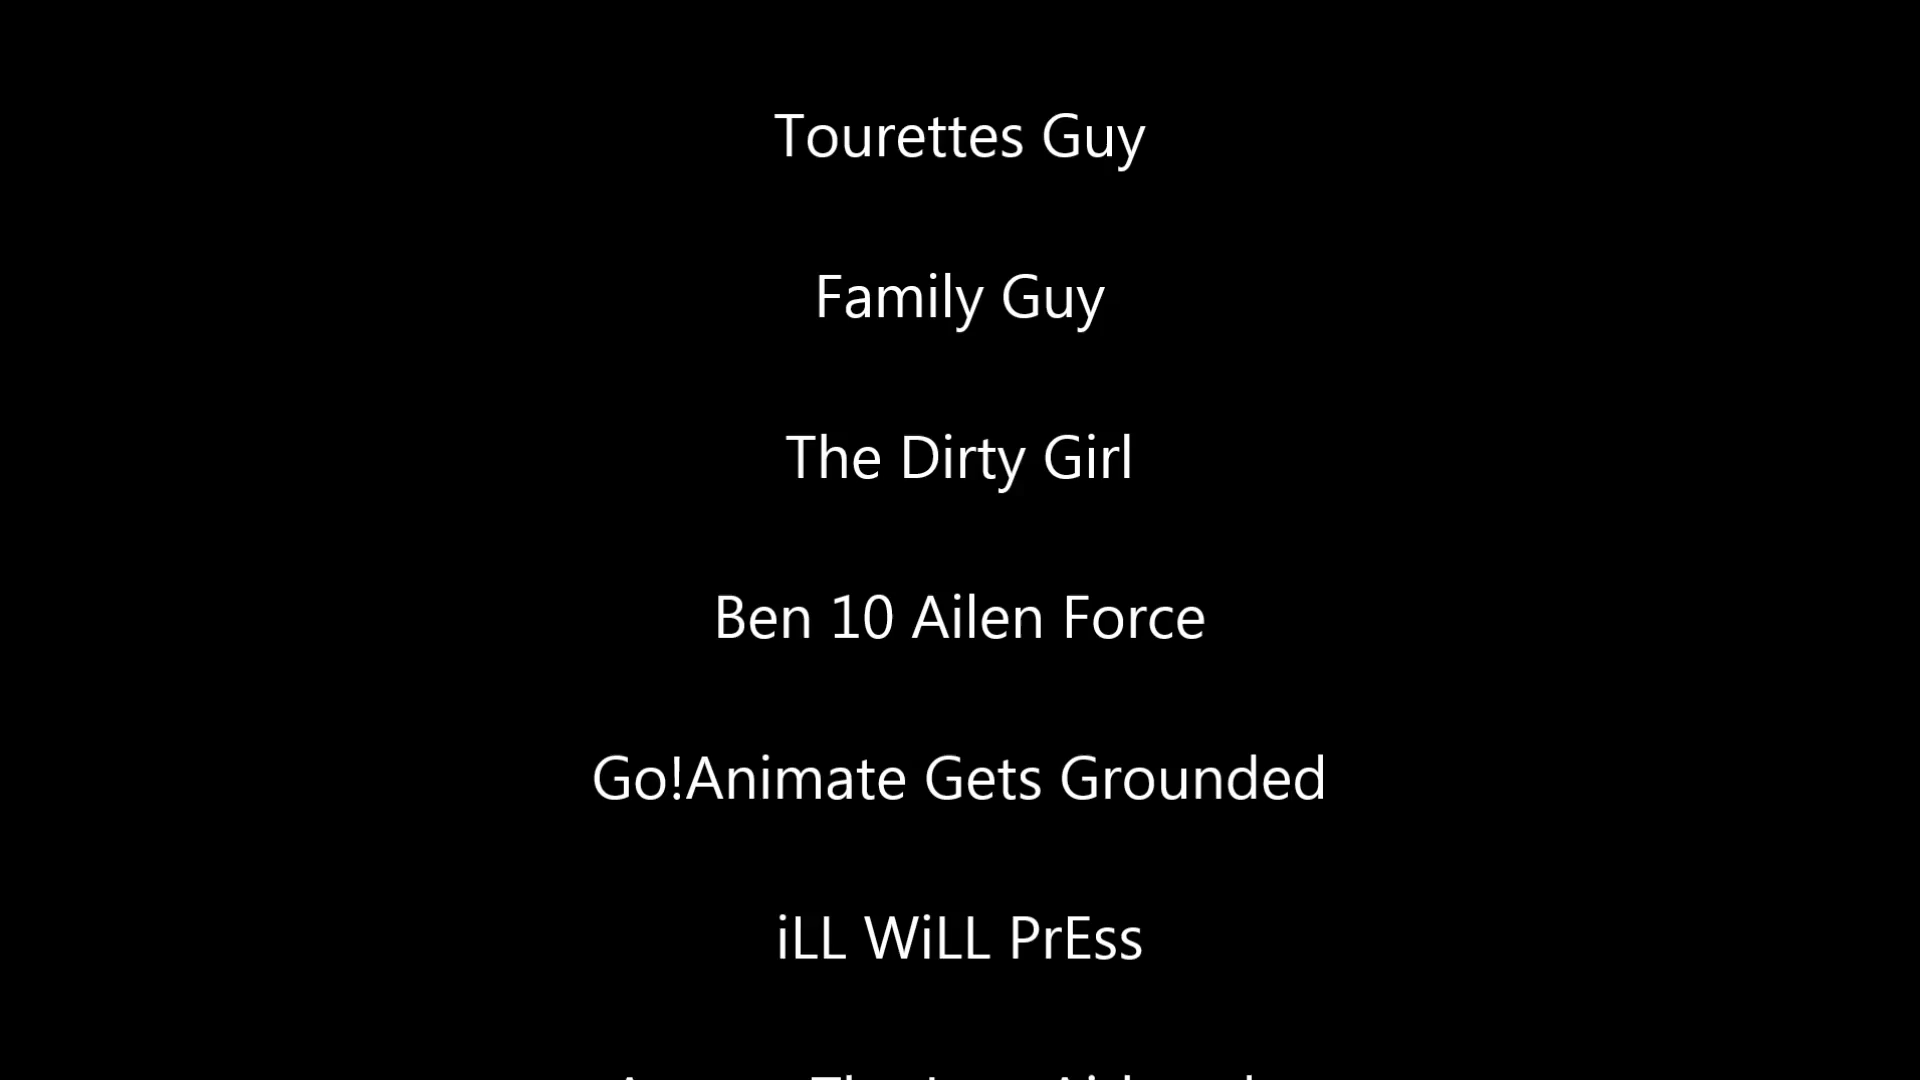 Tourettes Guy
Family Guy
The Dirty Girl
Ben 10 Ailen Force
Go!Animate Gets Grounded
iLL WiLL PrEss